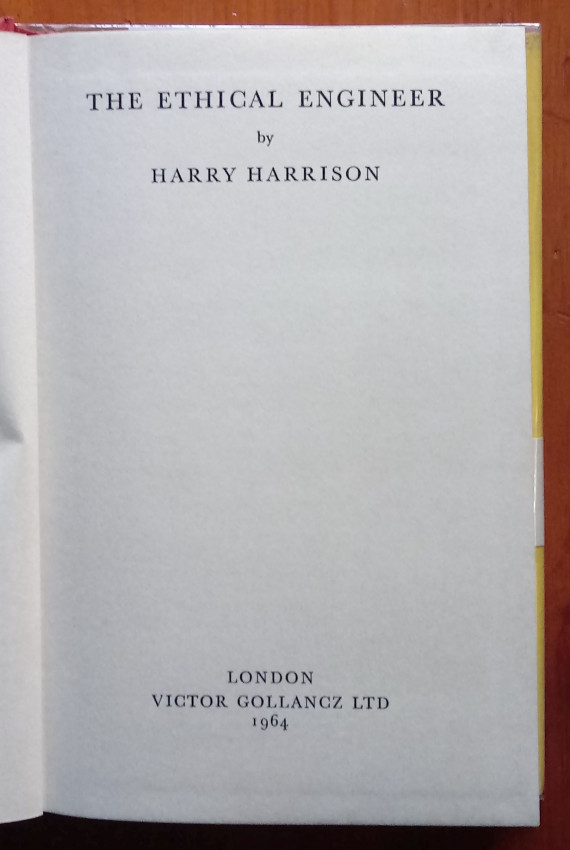 THE ETHICAL ENGINEER
by
HARRY HARRISON
LONDON
VICTOR GOLLANCZ LTD
1964